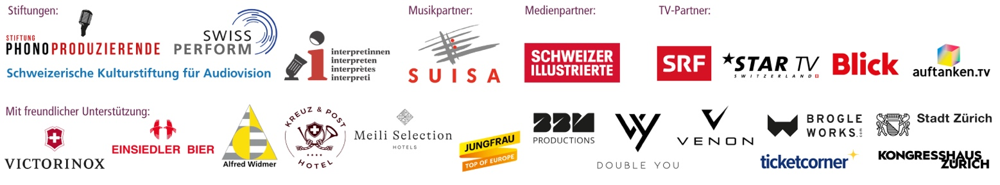 Stiftungen:
STIFTUNG
PHONOPRODUZIERENDE
SWISS
PERFORM
interpretinnen
interpreten
interprètes
interpreti
Schweizerische Kulturstiftung für Audiovision
Musikpartner:
SUISA
Medienpartner:
SCHWEIZER
ILLUSTRIERTE
TV-Partner:
SRF
STAR TV
SWITZERLAND
Blick
auftanken.TV
Mit freundlicher Unterstützung:
VICTORINOX
EINSIEDLER BIER
Alfred Widmer
KREUZ & POST
HOTEL
Meili Selection
HOTELS
JUNGFRAU
TOP OF EUROPE
BBM
PRODUCTIONS
DOUBLE YOU
VENON
BROGLE
WORKS.com
Stadt Zürich
ticketcorner
KONGRESSHAUS
ZÜRICH